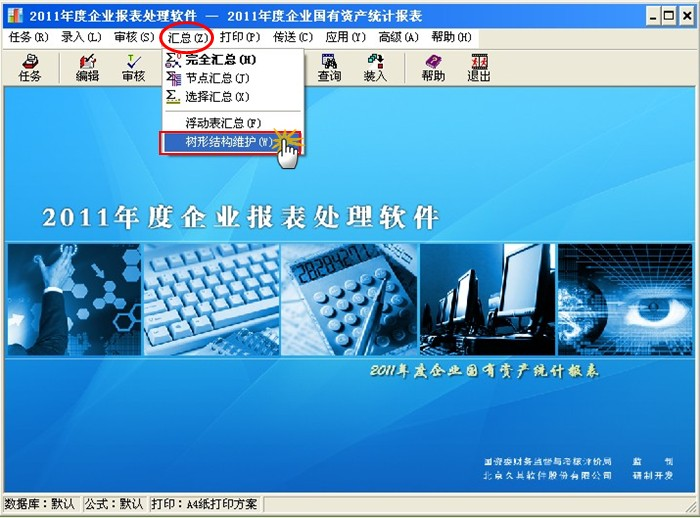 2011年度企业报表处理软件 — 2011年度企业国有资产统计报表
任务(R) 录入(L) 审核(S) 汇总(Z) 打印(P) 传送(C) 应用(Y) 高级(A) 帮助(H)
任务 编辑 审核 查询 装入 帮助 退出
完全汇总(H)
节点汇总(J)
选择汇总(X)
浮动表汇总(F)
树形结构维护(W)
2011年度企业报表处理软件
2011年度企业国有资产统计报表
国资委财务监督与考核评价局 监 制
北京久其软件股份有限公司 研制开发
数据库：默认 公式：默认 打印：A4纸打印方案